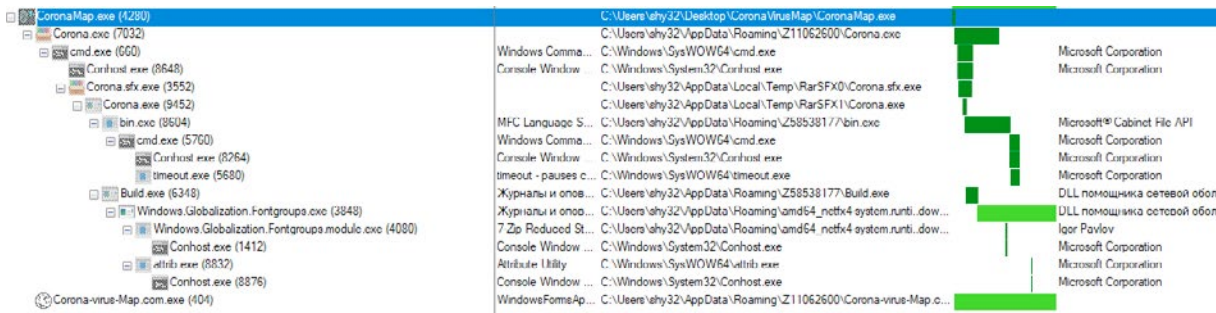 CoronaMap.exe (4280) C:\Users\shy32\Desktop\CoronaVirusMap\CoronaMap.exe
Corona.exe (7032) C:\Users\shy32\AppData\Roaming\Z11062600\Corona.exe
cmd.exe (660) Windows Comma... C:\Windows\SysWOW64\cmd.exe Microsoft Corporation
Conhost.exe (8648) Console Window ... C:\Windows\System32\Conhost.exe Microsoft Corporation
Corona.sfx.exe (3552) C:\Users\shy32\AppData\Local\Temp\RarSFX0\Corona.sfx.exe
Corona.exe (9452) C:\Users\shy32\AppData\Local\Temp\RarSFX1\Corona.exe
bin.exe (8604) MFC Language S... C:\Users\shy32\AppData\Roaming\Z58538177\bin.exe Microsoft® Cabinet File API
cmd.exe (5760) Windows Comma... C:\Windows\SysWOW64\cmd.exe Microsoft Corporation
Conhost.exe (8264) Console Window ... C:\Windows\System32\Conhost.exe Microsoft Corporation
timeout.exe (5680) timeout - pauses c... C:\Windows\SysWOW64\timeout.exe Microsoft Corporation
Build.exe (6348) Журналы и опов... C:\Users\shy32\AppData\Roaming\Z58538177\Build.exe DLL помощника сетевой обол
Windows.Globalization.Fontgroups.exe (3848) Журналы и опов... C:\Users\shy32\AppData\Roaming\amd64_netfx4-system.runti..dow... DLL помощника сетевой обол
Windows.Globalization.Fontgroups.module.exe (4080) 7-Zip Reduced St... C:\Users\shy32\AppData\Roaming\amd64_netfx4-system.runti..dow... Igor Pavlov
Conhost.exe (1412) Console Window ... C:\Windows\System32\Conhost.exe Microsoft Corporation
attrib.exe (8832) Attribute Utility C:\Windows\SysWOW64\attrib.exe Microsoft Corporation
Conhost.exe (8876) Console Window ... C:\Windows\System32\Conhost.exe Microsoft Corporation
Corona-virus-Map.com.exe (404) WindowsFormsAp... C:\Users\shy32\AppData\Roaming\Z11062600\Corona-virus-Map.c...